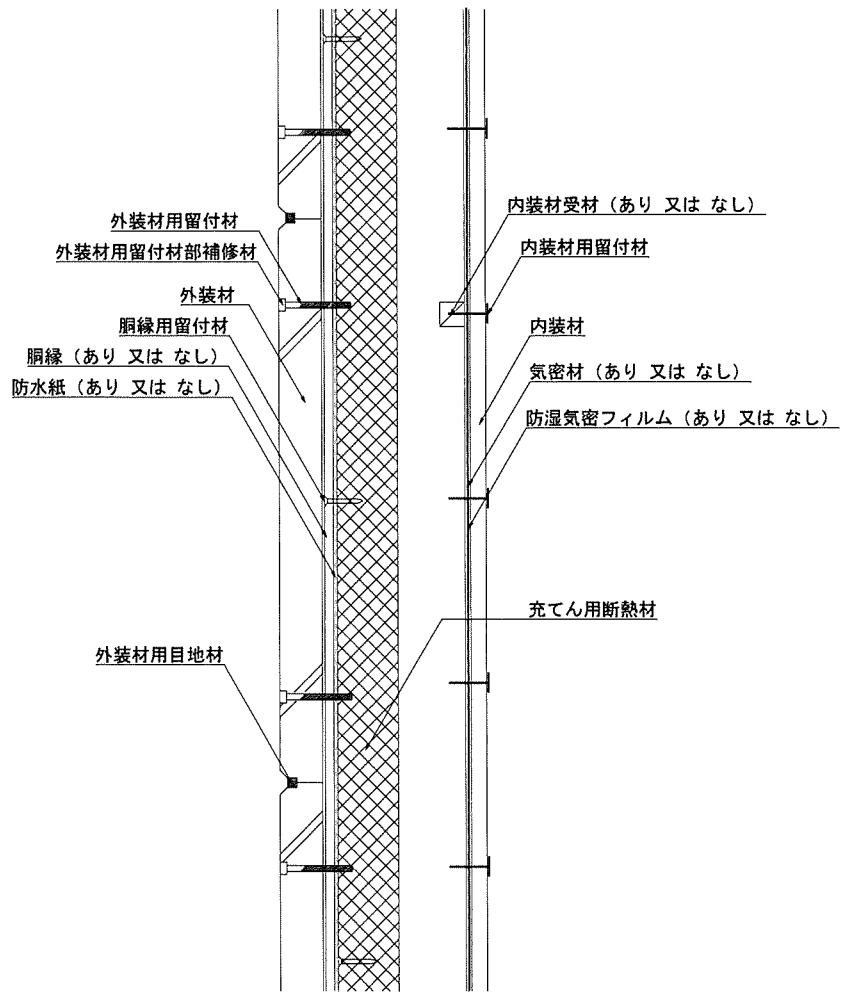 外装材用留付材
外装材用留付材部補修材
外装材
胴縁用留付材
胴縁（あり 又は なし）
防水紙（あり 又は なし）
外装材用目地材
内装材受材（あり 又は なし）
内装材用留付材
内装材
気密材（あり 又は なし）
防湿気密フィルム（あり 又は なし）
充てん用断熱材